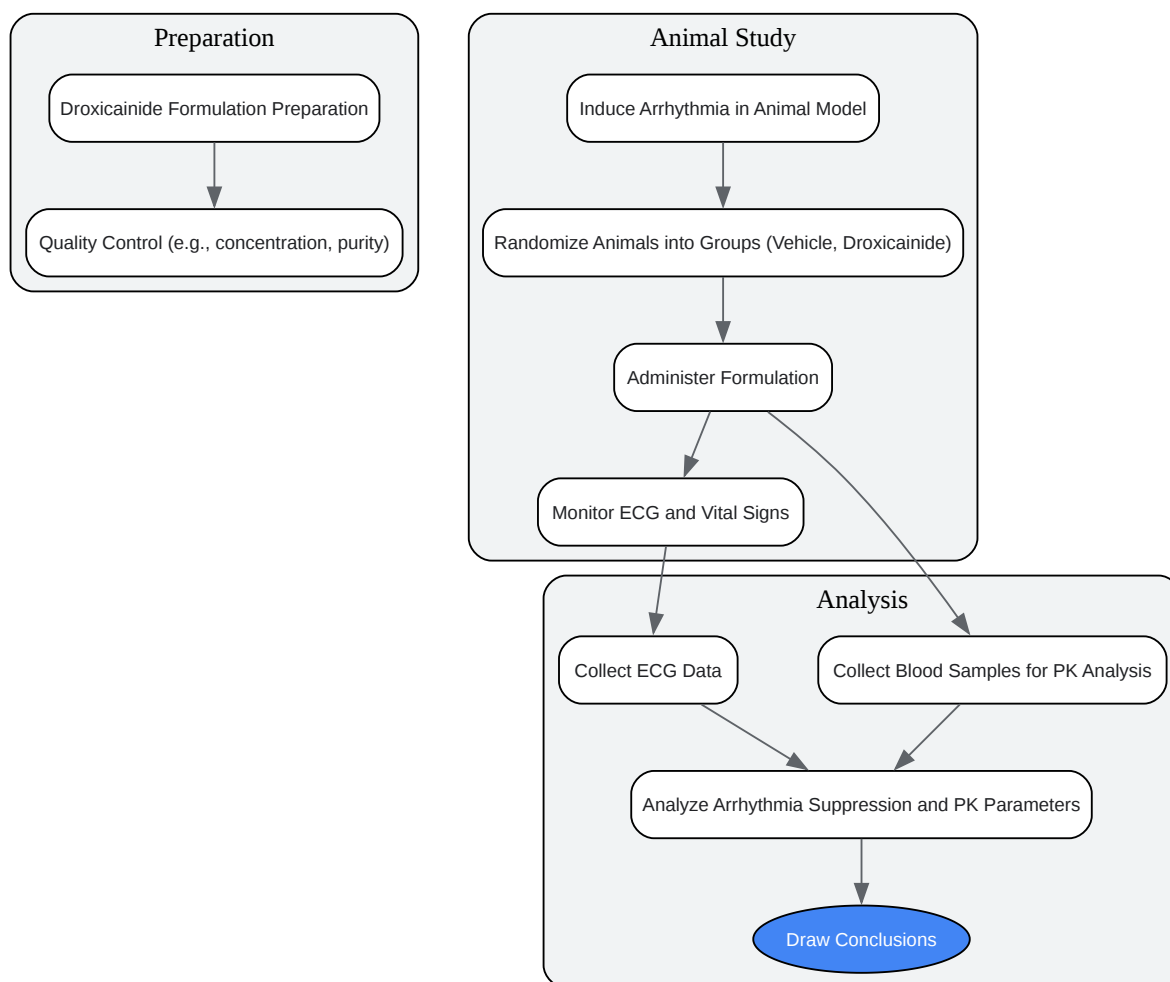 Preparation
Droxicainide Formulation Preparation
Quality Control (e.g., concentration, purity)
Animal Study
Induce Arrhythmia in Animal Model
Randomize Animals into Groups (Vehicle, Droxicainide)
Administer Formulation
Monitor ECG and Vital Signs
Analysis
Collect ECG Data
Collect Blood Samples for PK Analysis
Analyze Arrhythmia Suppression and PK Parameters
Draw Conclusions